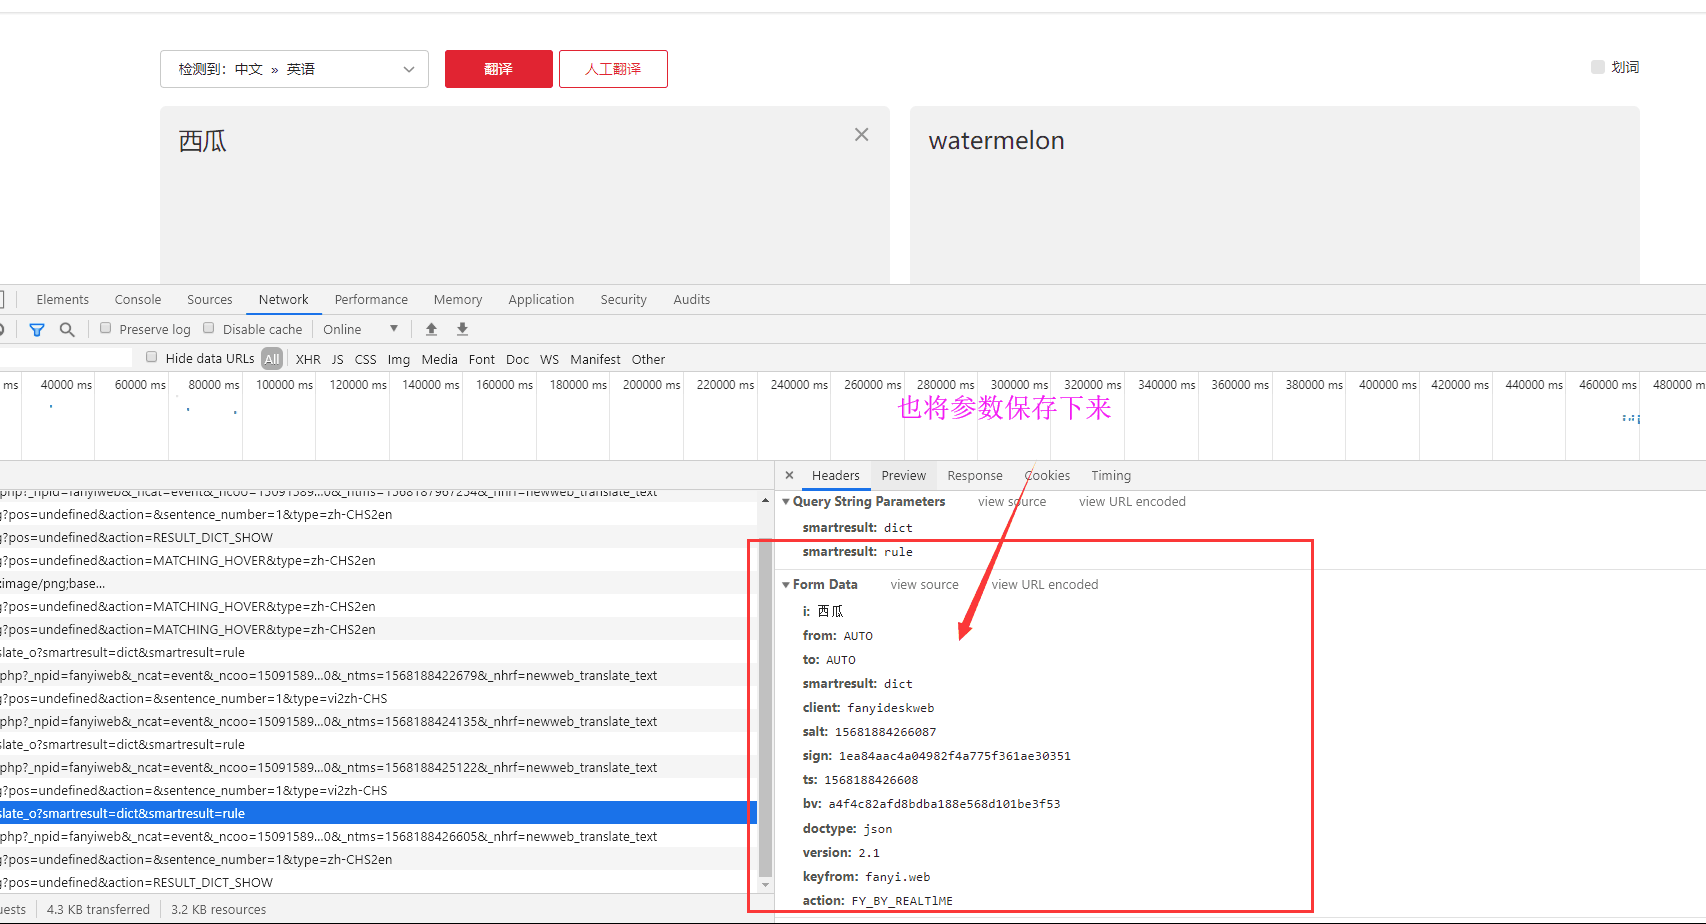 检测到：中文 » 英语
翻译
人工翻译
划词
西瓜
watermelon
Elements Console Sources Network Performance Memory Application Security Audits
Preserve log Disable cache Online
Hide data URLs All XHR JS CSS Img Media Font Doc WS Manifest Other
ms 40000 ms 60000 ms 80000 ms 100000 ms 120000 ms 140000 ms 160000 ms 180000 ms 200000 ms 220000 ms 240000 ms 260000 ms 280000 ms 300000 ms 320000 ms 340000 ms 360000 ms 380000 ms 400000 ms 420000 ms 440000 ms 460000 ms 480000 m
也将参数保存下来
php?_npid=fanyiweb&_ncat=event&_ncoo=15091589...0&_ntms=1568187967254&_nhrf=newweb_translate_text
g?pos=undefined&action=&sentence_number=1&type=zh-CHS2en
g?pos=undefined&action=RESULT_DICT_SHOW
g?pos=undefined&action=MATCHING_HOVER&type=zh-CHS2en
:image/png;base...
g?pos=undefined&action=MATCHING_HOVER&type=zh-CHS2en
g?pos=undefined&action=MATCHING_HOVER&type=zh-CHS2en
slate_o?smartresult=dict&smartresult=rule
php?_npid=fanyiweb&_ncat=event&_ncoo=15091589...0&_ntms=1568188422679&_nhrf=newweb_translate_text
g?pos=undefined&action=&sentence_number=1&type=vi2zh-CHS
php?_npid=fanyiweb&_ncat=event&_ncoo=15091589...0&_ntms=1568188424135&_nhrf=newweb_translate_text
slate_o?smartresult=dict&smartresult=rule
php?_npid=fanyiweb&_ncat=event&_ncoo=15091589...0&_ntms=1568188425122&_nhrf=newweb_translate_text
g?pos=undefined&action=&sentence_number=1&type=vi2zh-CHS
slate_o?smartresult=dict&smartresult=rule
php?_npid=fanyiweb&_ncat=event&_ncoo=15091589...0&_ntms=1568188426605&_nhrf=newweb_translate_text
g?pos=undefined&action=&sentence_number=1&type=zh-CHS2en
g?pos=undefined&action=RESULT_DICT_SHOW
uests 4.3 KB transferred 3.2 KB resources
Headers Preview Response Cookies Timing
Query String Parameters view source view URL encoded
smartresult: dict
smartresult: rule
Form Data view source view URL encoded
i: 西瓜
from: AUTO
to: AUTO
smartresult: dict
client: fanyideskweb
salt: 15681884266087
sign: 1ea84aac4a04982f4a775f361ae30351
ts: 1568188426608
bv: a4f4c82afd8bdba188e568d101be3f53
doctype: json
version: 2.1
keyfrom: fanyi.web
action: FY_BY_REALTlME